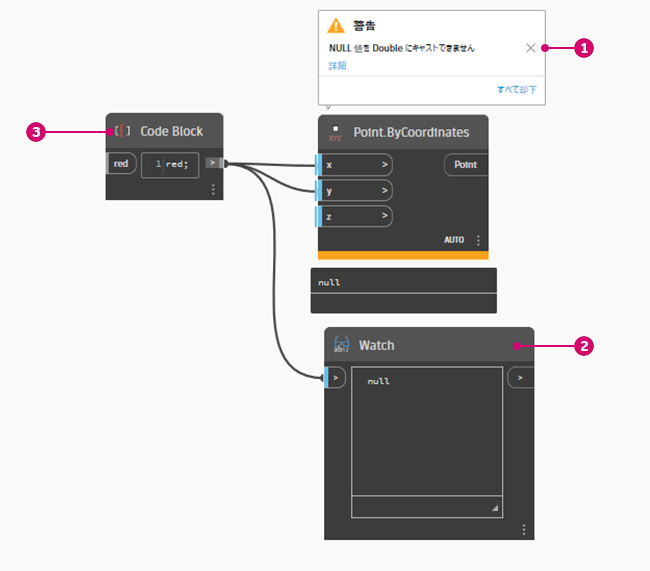 警告
NULL 値を Double にキャストできません
詳細
すべて却下
1
3
Code Block
red
1 red;
>
Point.ByCoordinates
XYZ
x >
Point
y >
z >
AUTO
null
Watch
2
>
null
>